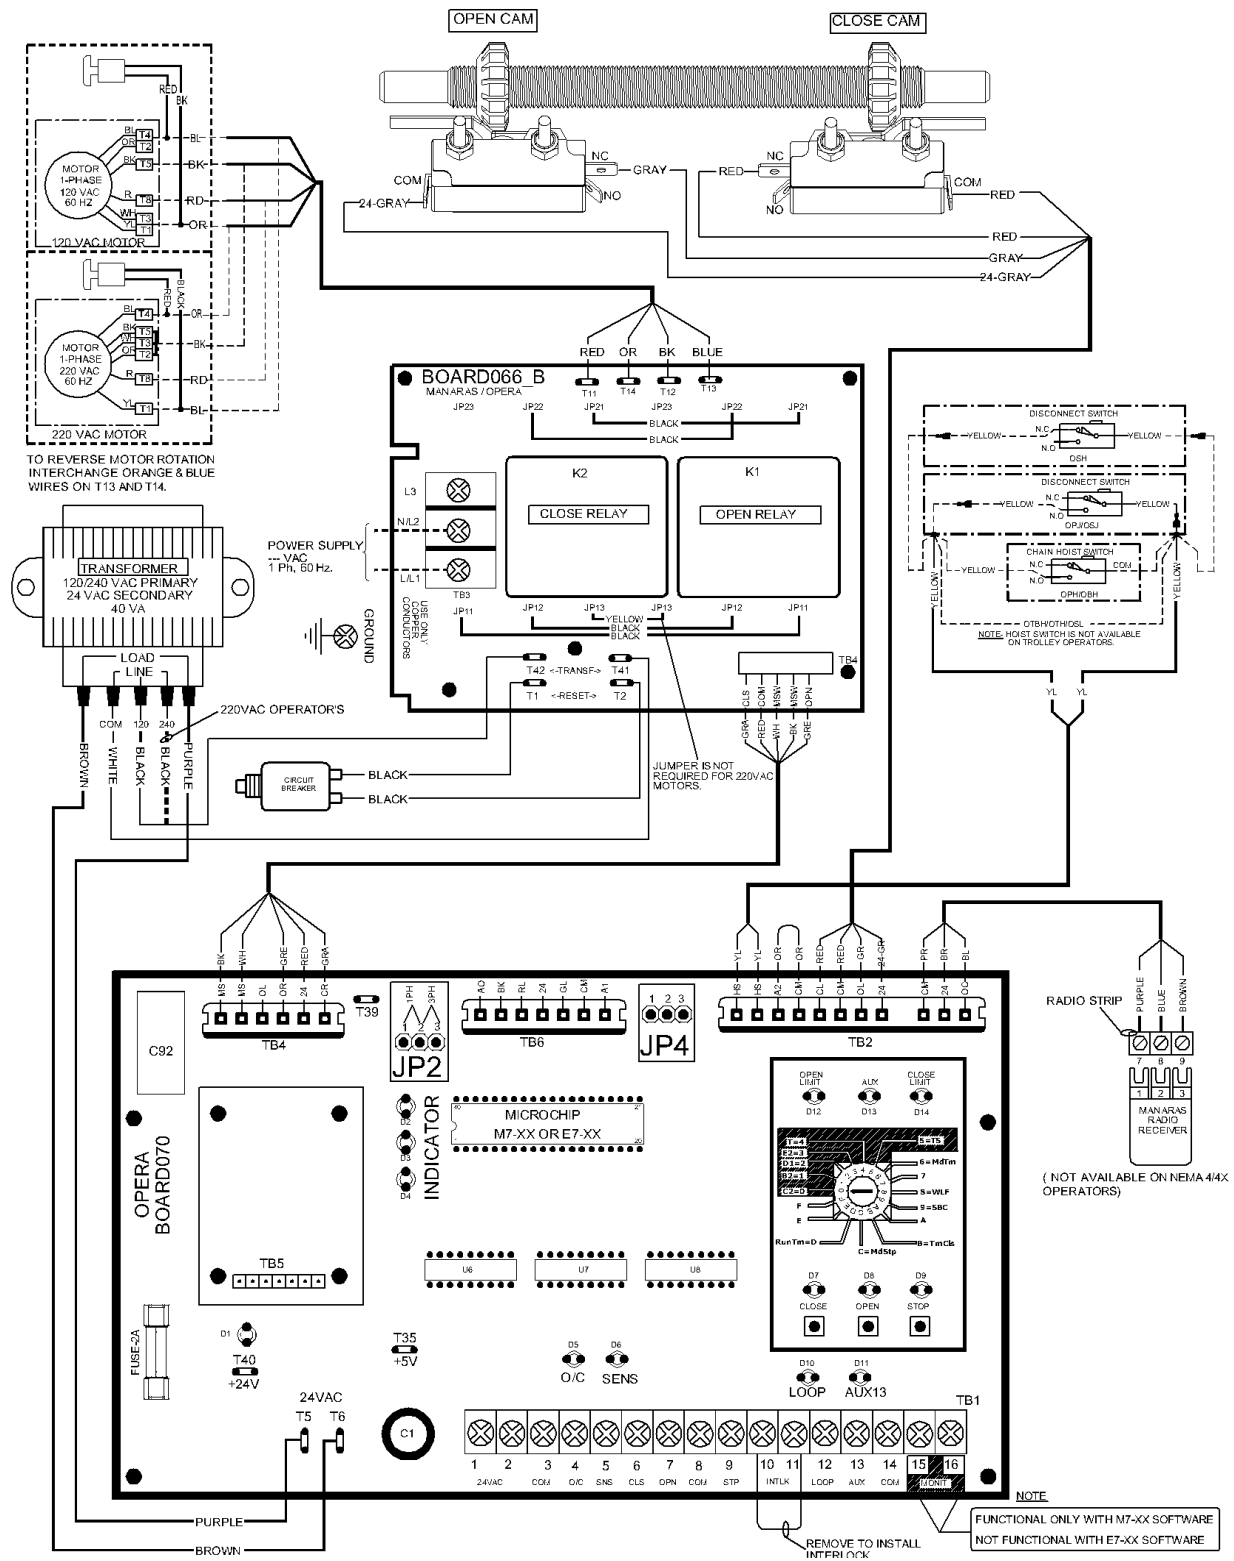 OPEN CAM
CLOSE CAM
RED
BK
BL
OR
BK
R
WH
YL
T4
T2
T5
T8
T3
T1
BL
BK
RD
OR
MOTOR
1-PHASE
120 VAC
60 HZ
120 VAC MOTOR
NC
COM
NO
GRAY
24-GRAY
RED
NC
NO
COM
RED
RED
GRAY
24-GRAY
BLACK
RED
BL
BK
WH
OR
R
YL
T4
T5
T3
T2
T8
T1
OR
BK
RD
BL
MOTOR
1-PHASE
220 VAC
60 HZ
220 VAC MOTOR
TO REVERSE MOTOR ROTATION
INTERCHANGE ORANGE & BLUE
WIRES ON T13 AND T14.
RED OR BK BLUE
T11 T14 T12 T13
BOARD066_B
MANARAS / OPERA
JP23 JP22 JP21 JP23 JP22 JP21
BLACK
BLACK
K2
CLOSE RELAY
K1
OPEN RELAY
L3
N/L2
L/L1
TB3
POWER SUPPLY
--- VAC
1 Ph, 60 Hz.
GROUND
USE ONLY
COPPER
CONDUCTORS
JP11 JP12 JP13 JP13 JP12 JP11
YELLOW
BLACK
BLACK
T42 <-TRANSF-> T41
T1 <-RESET-> T2
TB4
CLS
COM
MSW
MSW
OPN
GRA
RED
WH
BK
GRE
JUMPER IS NOT
REQUIRED FOR 220VAC
MOTORS.
DISCONNECT SWITCH
N.C
N.O
YELLOW
YELLOW
OSH
DISCONNECT SWITCH
N.C
N.O
YELLOW
YELLOW
OPJ/OSJ
CHAIN HOIST SWITCH
YELLOW
N.C
N.O
COM
OPH/OBH
YELLOW
YELLOW
OTBH/OTH/OSL
NOTE- HOIST SWITCH IS NOT AVAILABLE
ON TROLLEY OPERATORS.
YL YL
TRANSFORMER
120/240 VAC PRIMARY
24 VAC SECONDARY
40 VA
LOAD
LINE
220VAC OPERATOR'S
COM 120 240
BROWN
WHITE
BLACK
BLACK
PURPLE
CIRCUIT
BREAKER
BLACK
BLACK
BK
WH
GRE
RED
GRA
MS
MS
OL
OR
24
CR
TB4
T39
1PH
3PH
1 2 3
JP2
AO
BK
RL
24
GL
CM
A1
TB6
1 2 3
JP4
YL
YL
OR
OR
RED
RED
GR
24-GR
PR
BR
BL
HS
HS
A2
CM
CL
CM
OL
24
CM
24
OC
TB2
RADIO STRIP
PURPLE
BLUE
BROWN
7 8 9
1 2 3
MANARAS
RADIO
RECEIVER
( NOT AVAILABLE ON NEMA 4/4X
OPERATORS)
C92
OPERA
BOARD070
TB5
D2
D3
D4
INDICATOR
40
21
1
20
MICROCHIP
M7-XX OR E7-XX
U6
U7
U8
OPEN
LIMIT
D12
AUX
D13
CLOSE
LIMIT
D14
T=4
E2=3
D1=2
B2=1
C2=0
F
E
RunTm=D
C=MdStp
B=TmCls
A
9=SBC
8=WLF
7
6=MdTm
5=TS
D7
CLOSE
D8
OPEN
D9
STOP
FUSE-2A
D1
T40
+24V
T35
+5V
D5
O/C
D6
SENS
D10
LOOP
D11
AUX13
24VAC
T5 T6
C1
TB1
1 2 3 4 5 6 7 8 9 10 11 12 13 14 15 16
24VAC COM O/C SNS CLS OPN COM STP INTLK LOOP AUX COM MONIT
PURPLE
BROWN
REMOVE TO INSTALL
INTERLOCK
NOTE
FUNCTIONAL ONLY WITH M7-XX SOFTWARE
NOT FUNCTIONAL WITH E7-XX SOFTWARE